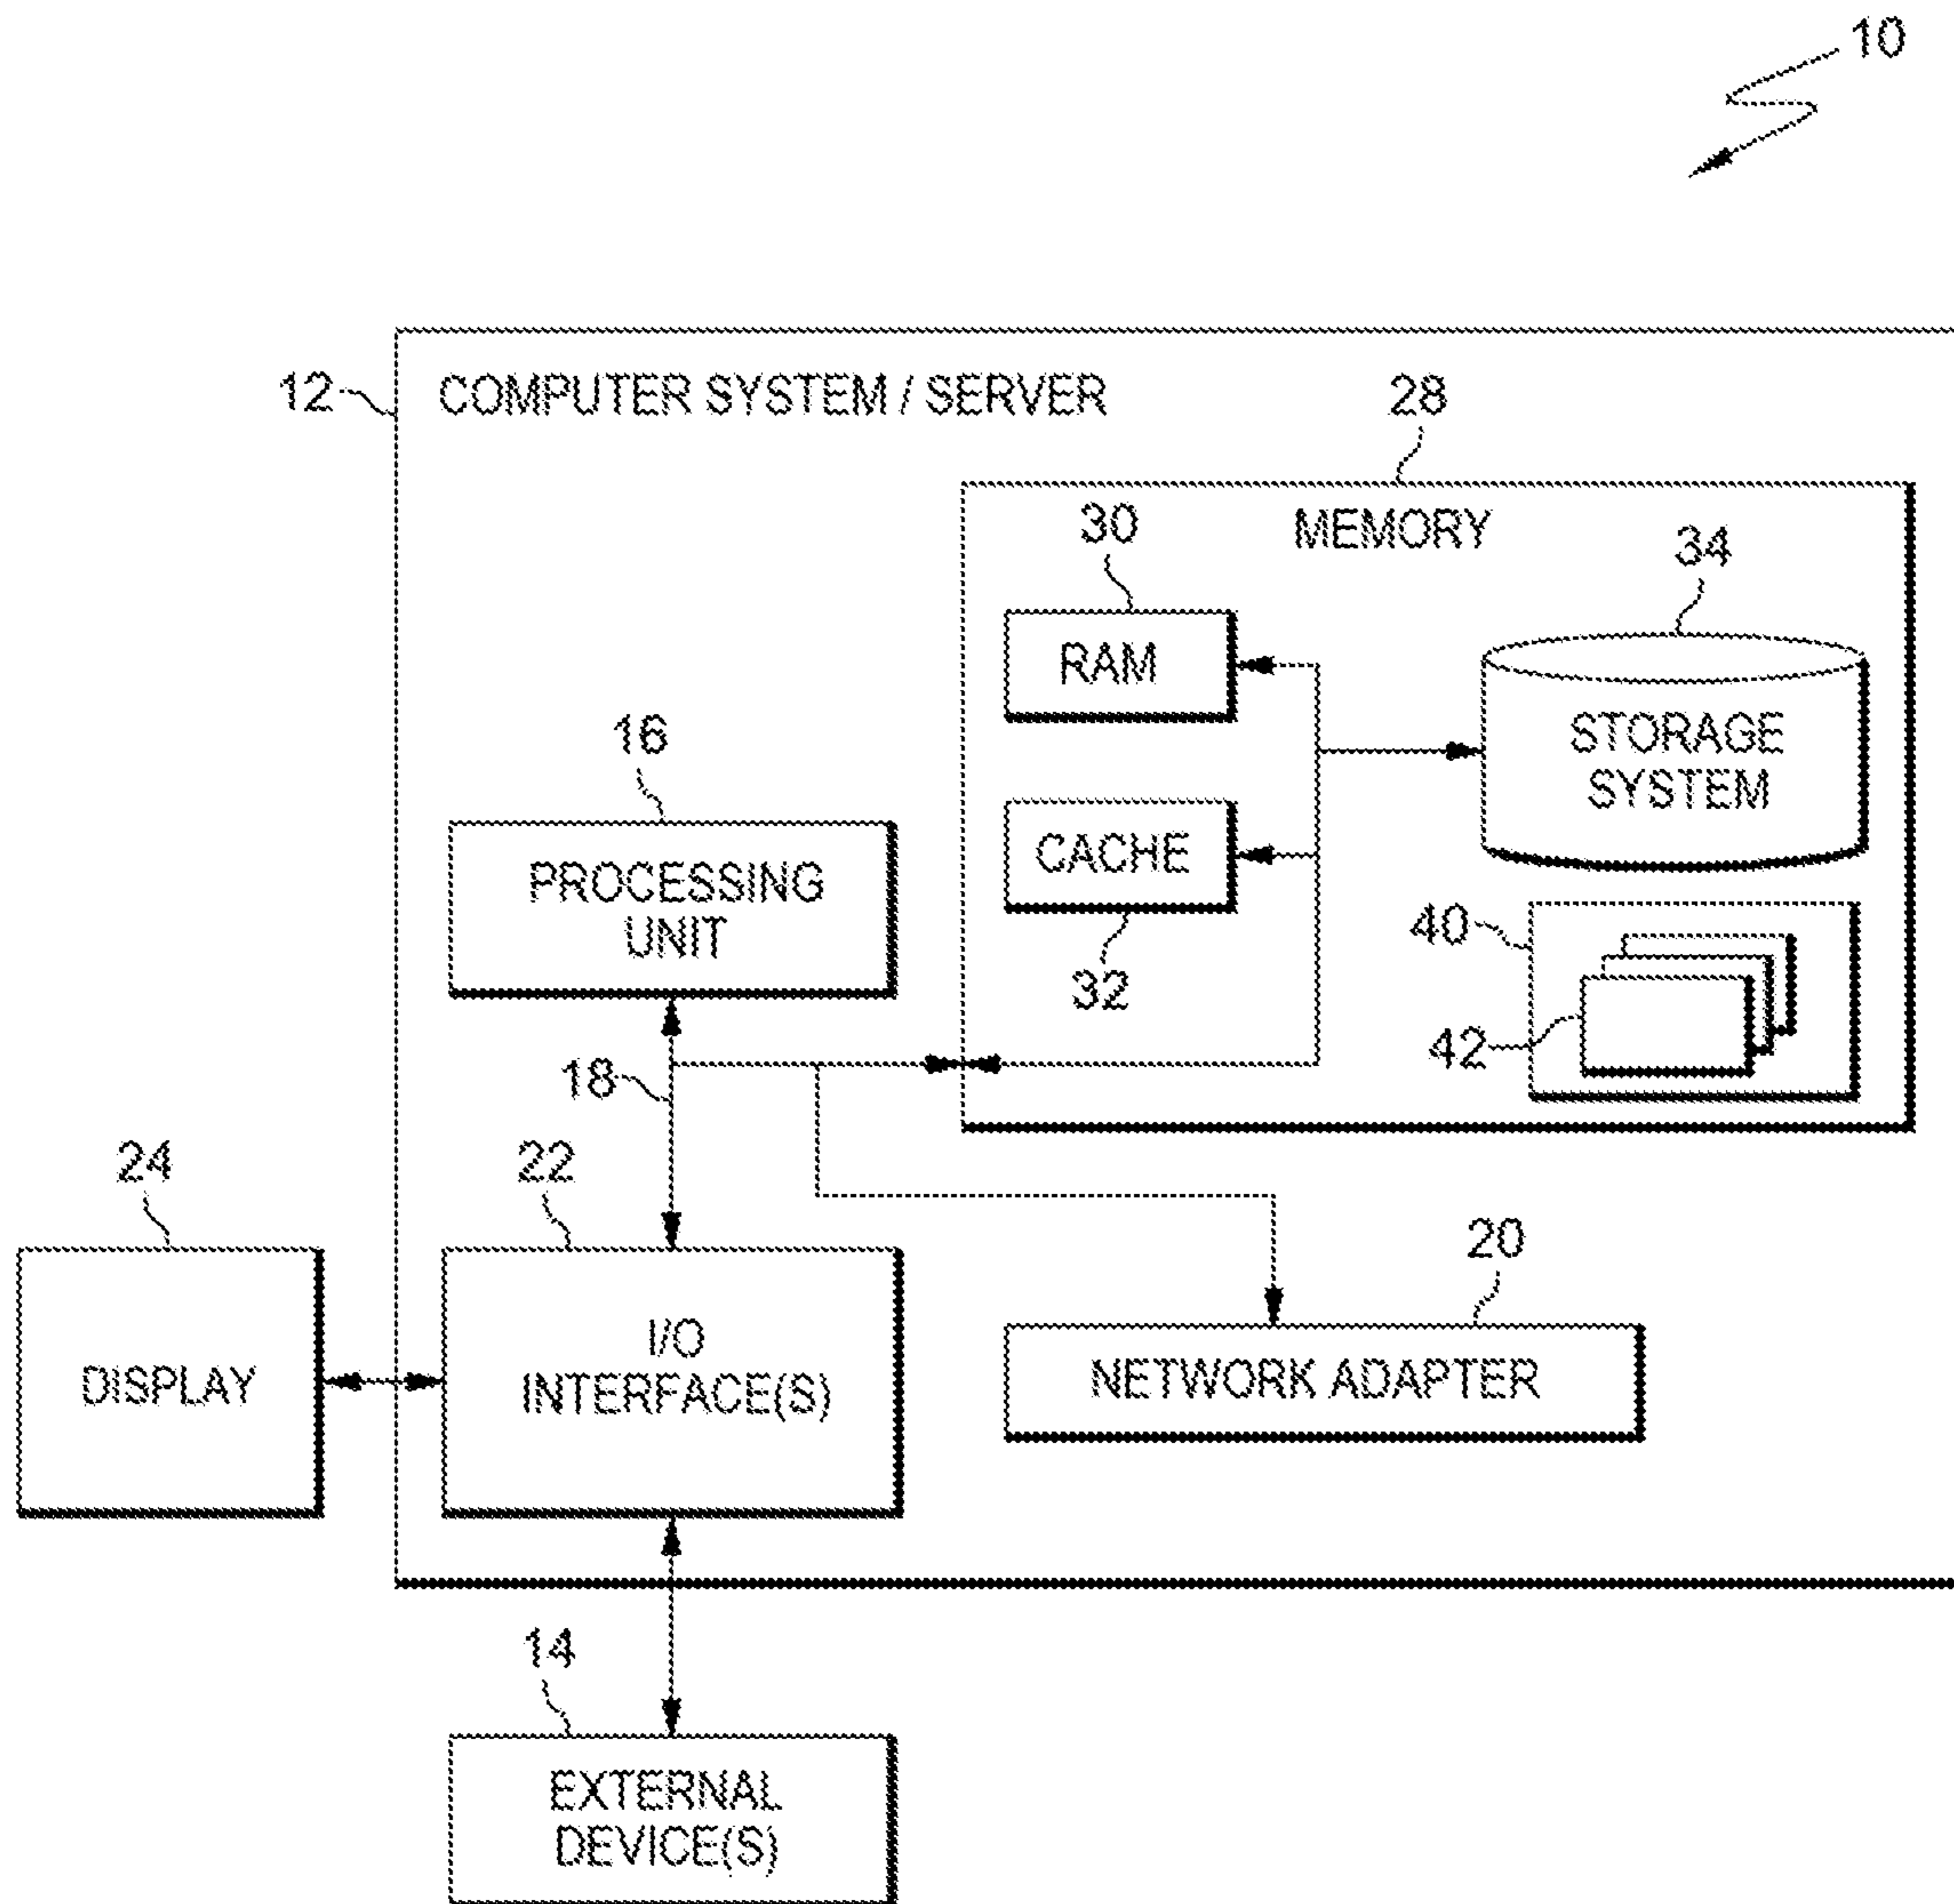 10
12
COMPUTER SYSTEM / SERVER
28
MEMORY
30
34
RAM
STORAGE
SYSTEM
16
CACHE
PROCESSING
UNIT
32
40
42
18
24
22
20
DISPLAY
I/O
INTERFACE(S)
NETWORK ADAPTER
14
EXTERNAL
DEVICE(S)